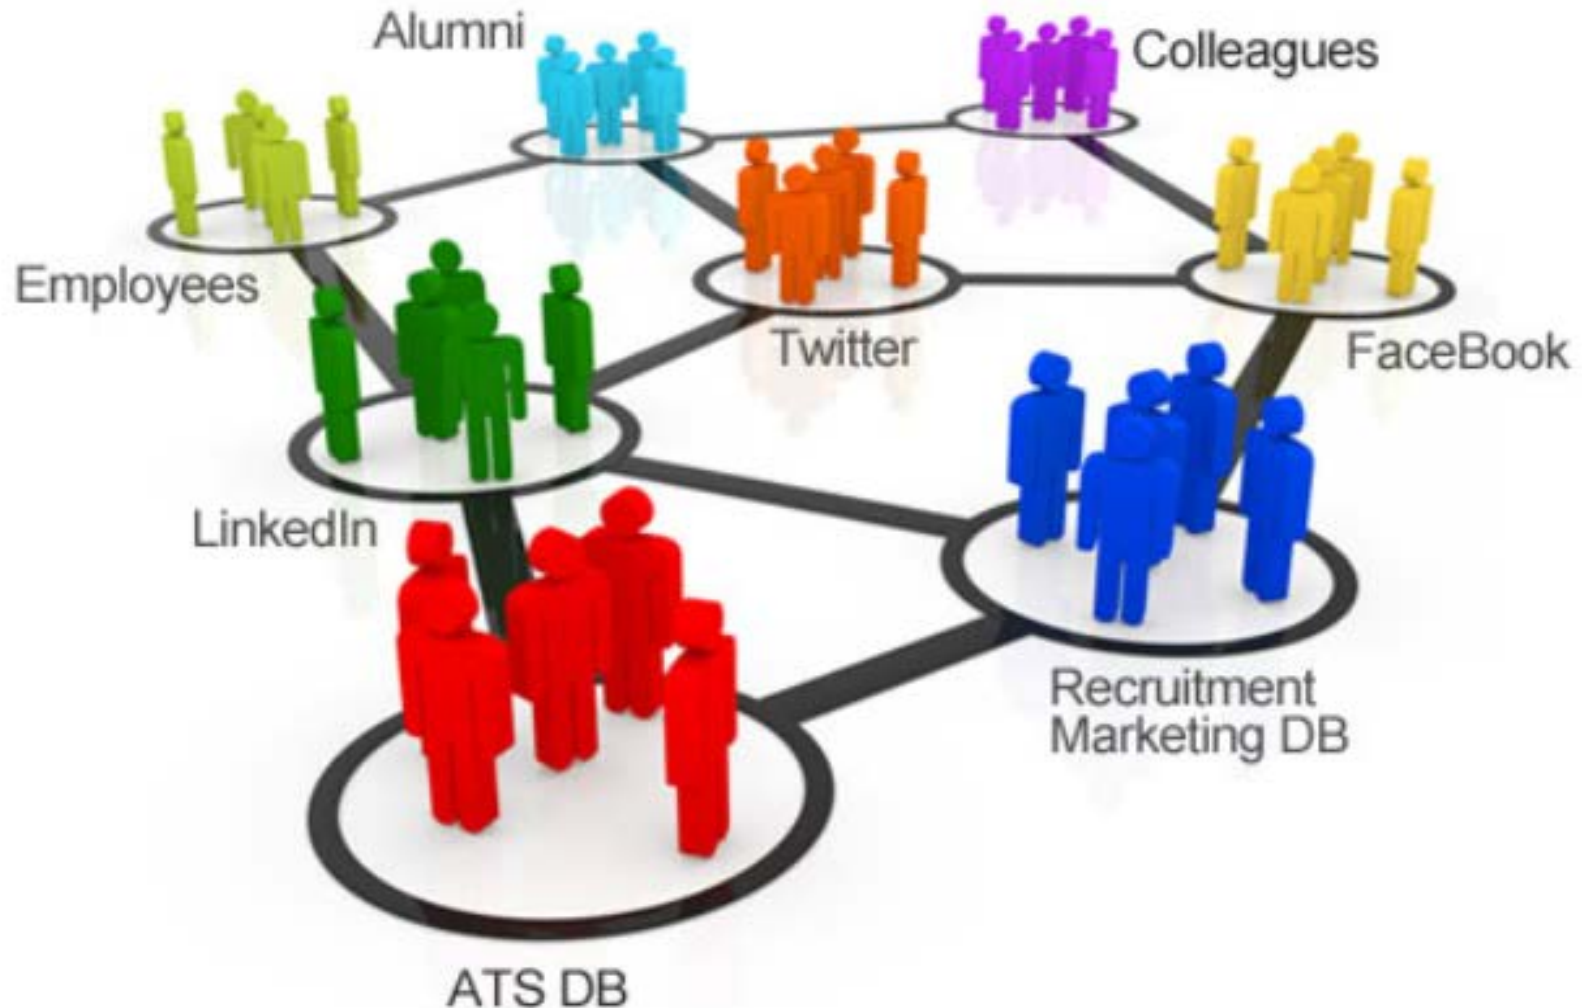 Alumni
Colleagues
Employees
Twitter
FaceBook
LinkedIn
Recruitment
Marketing DB
ATS DB